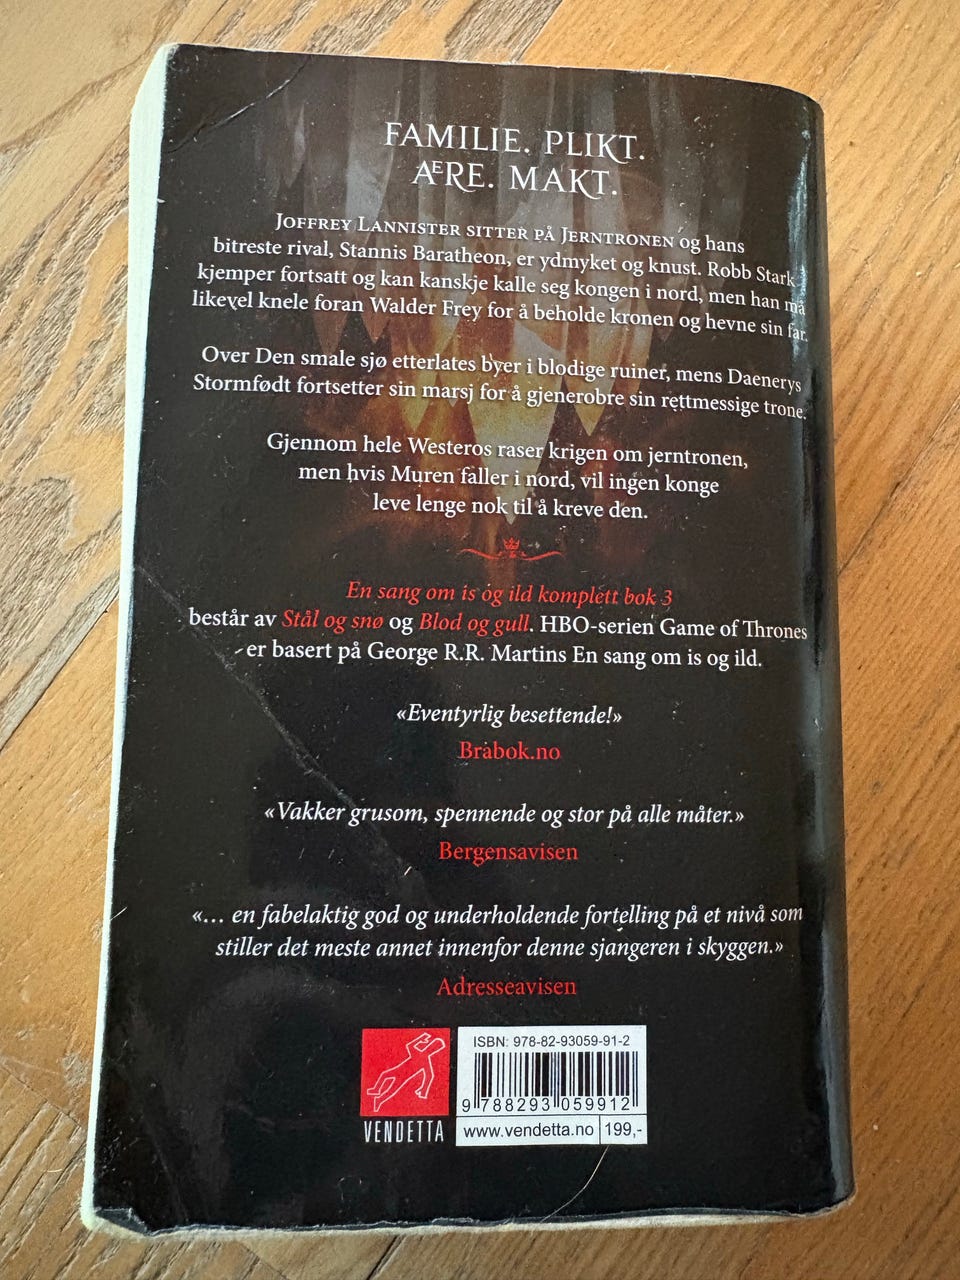 FAMILIE. PLIKT.
ÆRE. MAKT.
JOFFREY LANNISTER SITTER PÅ JERNTRONEN og hans
bitreste rival, Stannis Baratheon, er ydmyket og knust. Robb Stark
kjemper fortsatt og kan kanskje kalle seg kongen i nord, men han må
likevel knele foran Walder Frey for å beholde kronen og hevne sin far.
Over Den smale sjø etterlates byer i blodige ruiner, mens Daenerys
Stormfødt fortsetter sin marsj for å gjenerobre sin rettmessige trone.
Gjennom hele Westeros raser krigen om jerntronen,
men hvis Muren faller i nord, vil ingen konge
leve lenge nok til å kreve den.
En sang om is og ild komplett bok 3
består av Stål og snø og Blod og gull. HBO-serien Game of Thrones
er basert på George R.R. Martins En sang om is og ild.
«Eventyrlig besettende!»
Brabok.no
«Vakker grusom, spennende og stor på alle måter.»
Bergensavisen
«... en fabelaktig god og underholdende fortelling på et nivå som
stiller det meste annet innenfor denne sjangeren i skyggen.»
Adresseavisen
ISBN: 978-82-93059-91-2
9 788293 059912
VENDETTA
www.vendetta.no 199,-